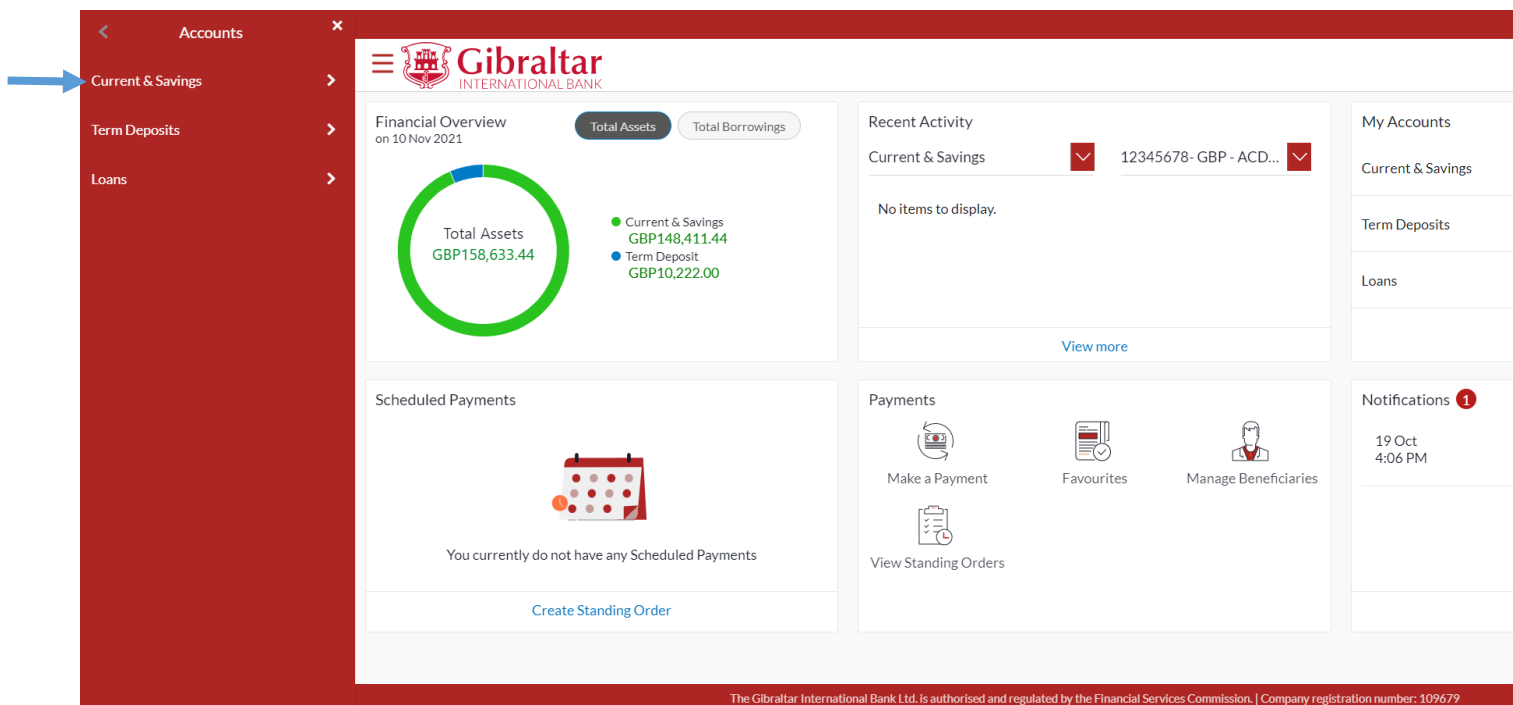 Accounts
Current & Savings
Term Deposits
Loans
Gibraltar
INTERNATIONAL BANK
Financial Overview
on 10 Nov 2021
Total Assets
Total Borrowings
Total Assets
GBP158,633.44
Current & Savings
GBP148,411.44
Term Deposit
GBP10,222.00
Recent Activity
Current & Savings
12345678- GBP - ACD...
No items to display.
View more
My Accounts
Current & Savings
Term Deposits
Loans
Scheduled Payments
You currently do not have any Scheduled Payments
Create Standing Order
Payments
Make a Payment
Favourites
Manage Beneficiaries
View Standing Orders
Notifications 1
19 Oct
4:06 PM
The Gibraltar International Bank Ltd. is authorised and regulated by the Financial Services Commission. | Company registration number: 109679